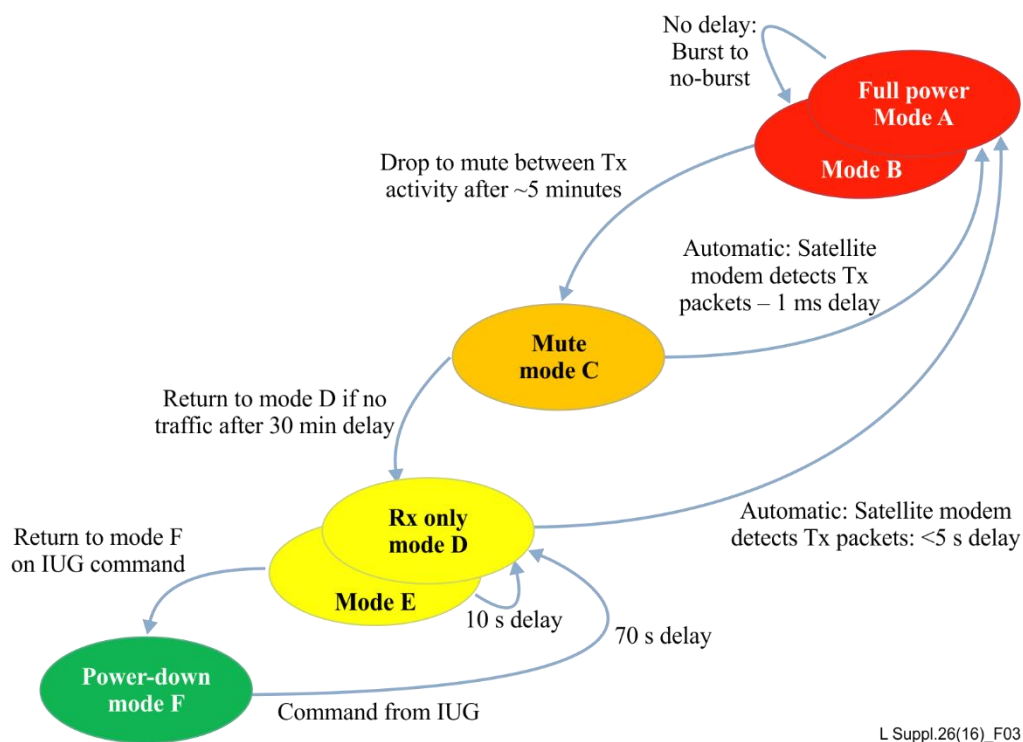 No delay:
Burst to
no-burst
Full power
Mode A
Mode B
Drop to mute between Tx
activity after ~5 minutes
Automatic: Satellite
modem detects Tx
packets – 1 ms delay
Mute
mode C
Return to mode D if no
traffic after 30 min delay
Rx only
mode D
Automatic: Satellite modem
detects Tx packets: <5 s delay
Return to mode F
on IUG command
Mode E
10 s delay
70 s delay
Power-down
mode F
Command from IUG
L Suppl.26(16)_F03